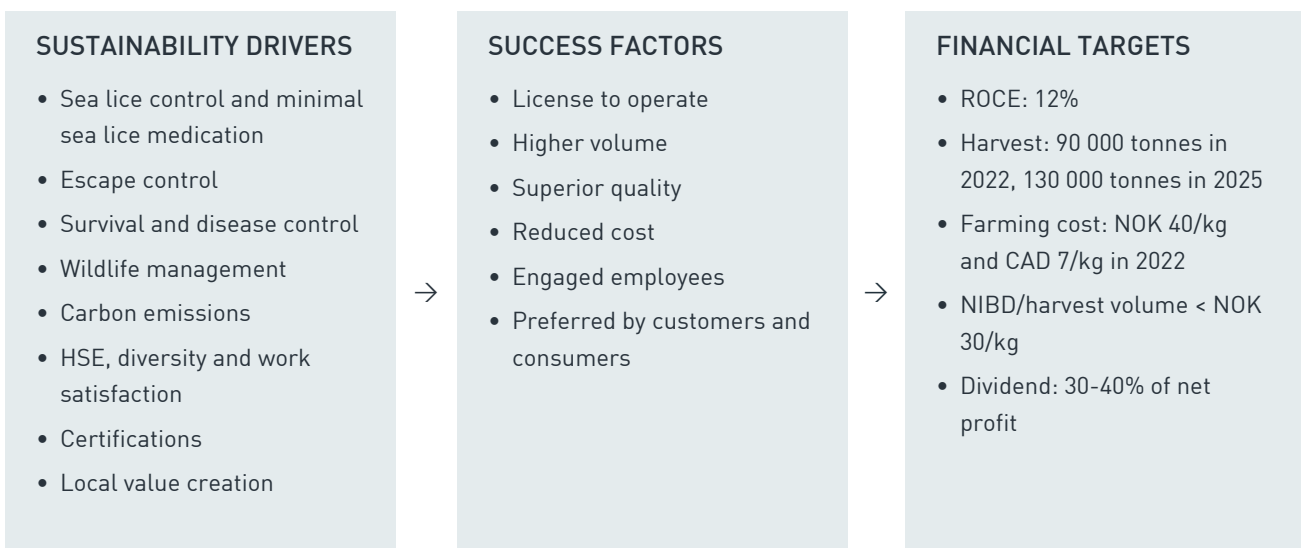 SUSTAINABILITY DRIVERS
• Sea lice control and minimal
sea lice medication
• Escape control
• Survival and disease control
• Wildlife management
• Carbon emissions
• HSE, diversity and work
satisfaction
• Certifications
• Local value creation
→
SUCCESS FACTORS
• License to operate
• Higher volume
• Superior quality
• Reduced cost
• Engaged employees
• Preferred by customers and
consumers
→
FINANCIAL TARGETS
• ROCE: 12%
• Harvest: 90 000 tonnes in
2022, 130 000 tonnes in 2025
• Farming cost: NOK 40/kg
and CAD 7/kg in 2022
• NIBD/harvest volume < NOK
30/kg
• Dividend: 30-40% of net
profit